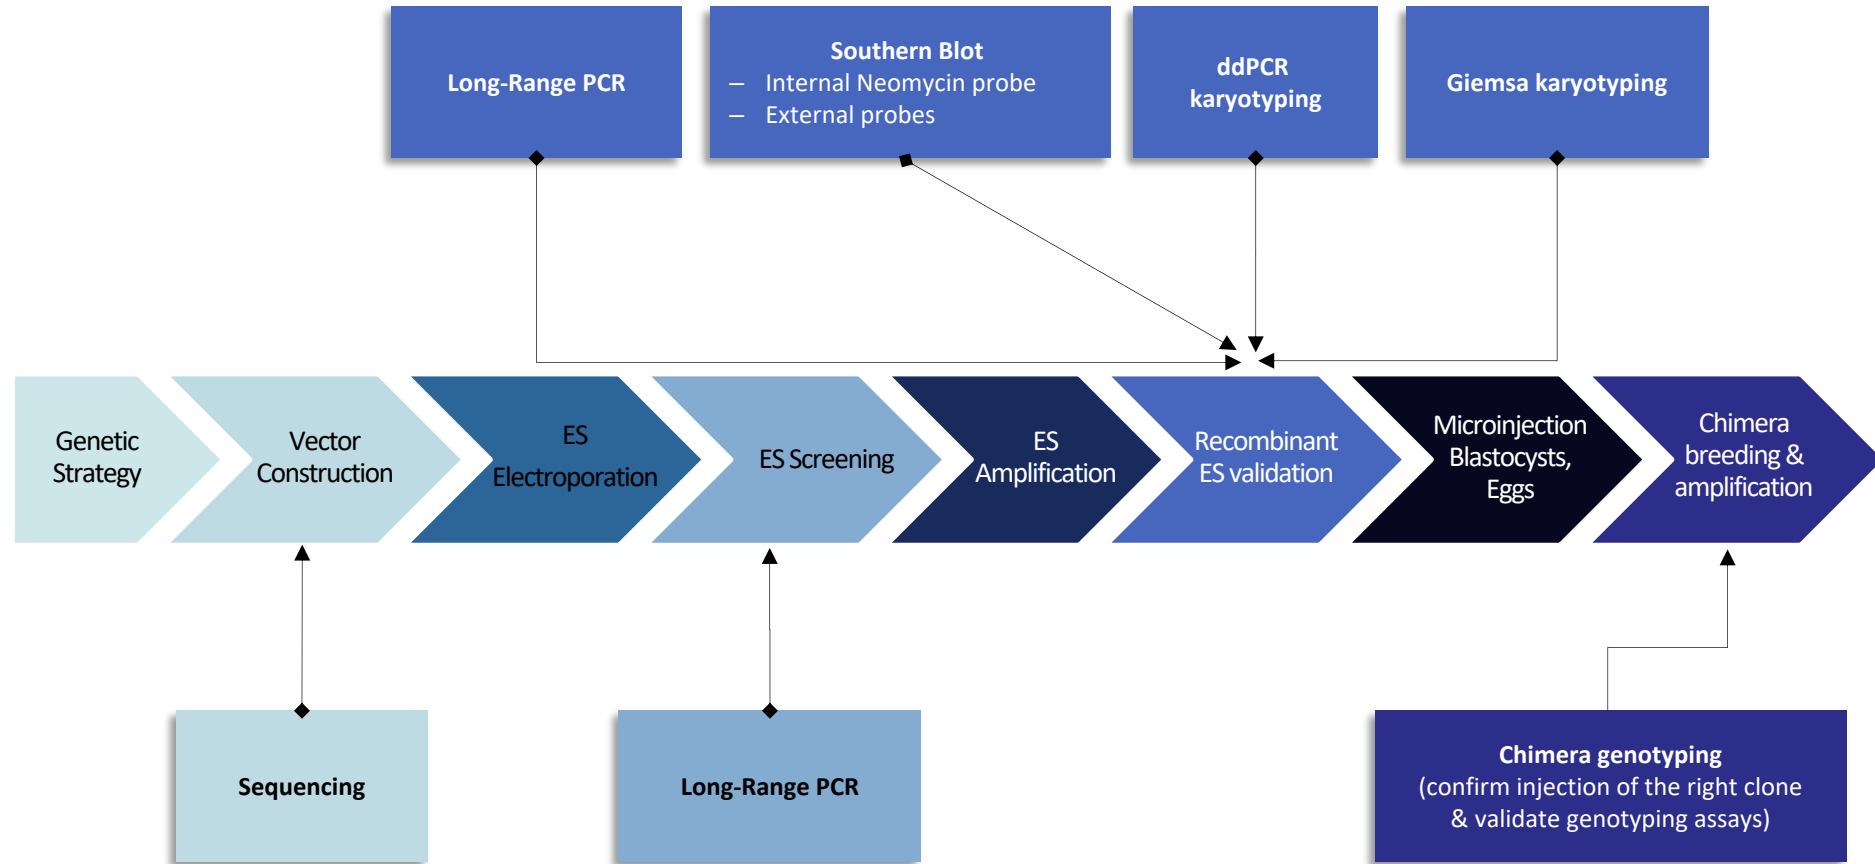 Long-Range PCR
Southern Blot
– Internal Neomycin probe
– External probes
ddPCR
karyotyping
Giemsa karyotyping
Genetic
Strategy
Vector
Construction
ES
Electroporation
ES Screening
ES
Amplification
Recombinant
ES validation
Microinjection
Blastocysts,
Eggs
Chimera
breeding &
amplification
Sequencing
Long-Range PCR
Chimera genotyping
(confirm injection of the right clone
& validate genotyping assays)